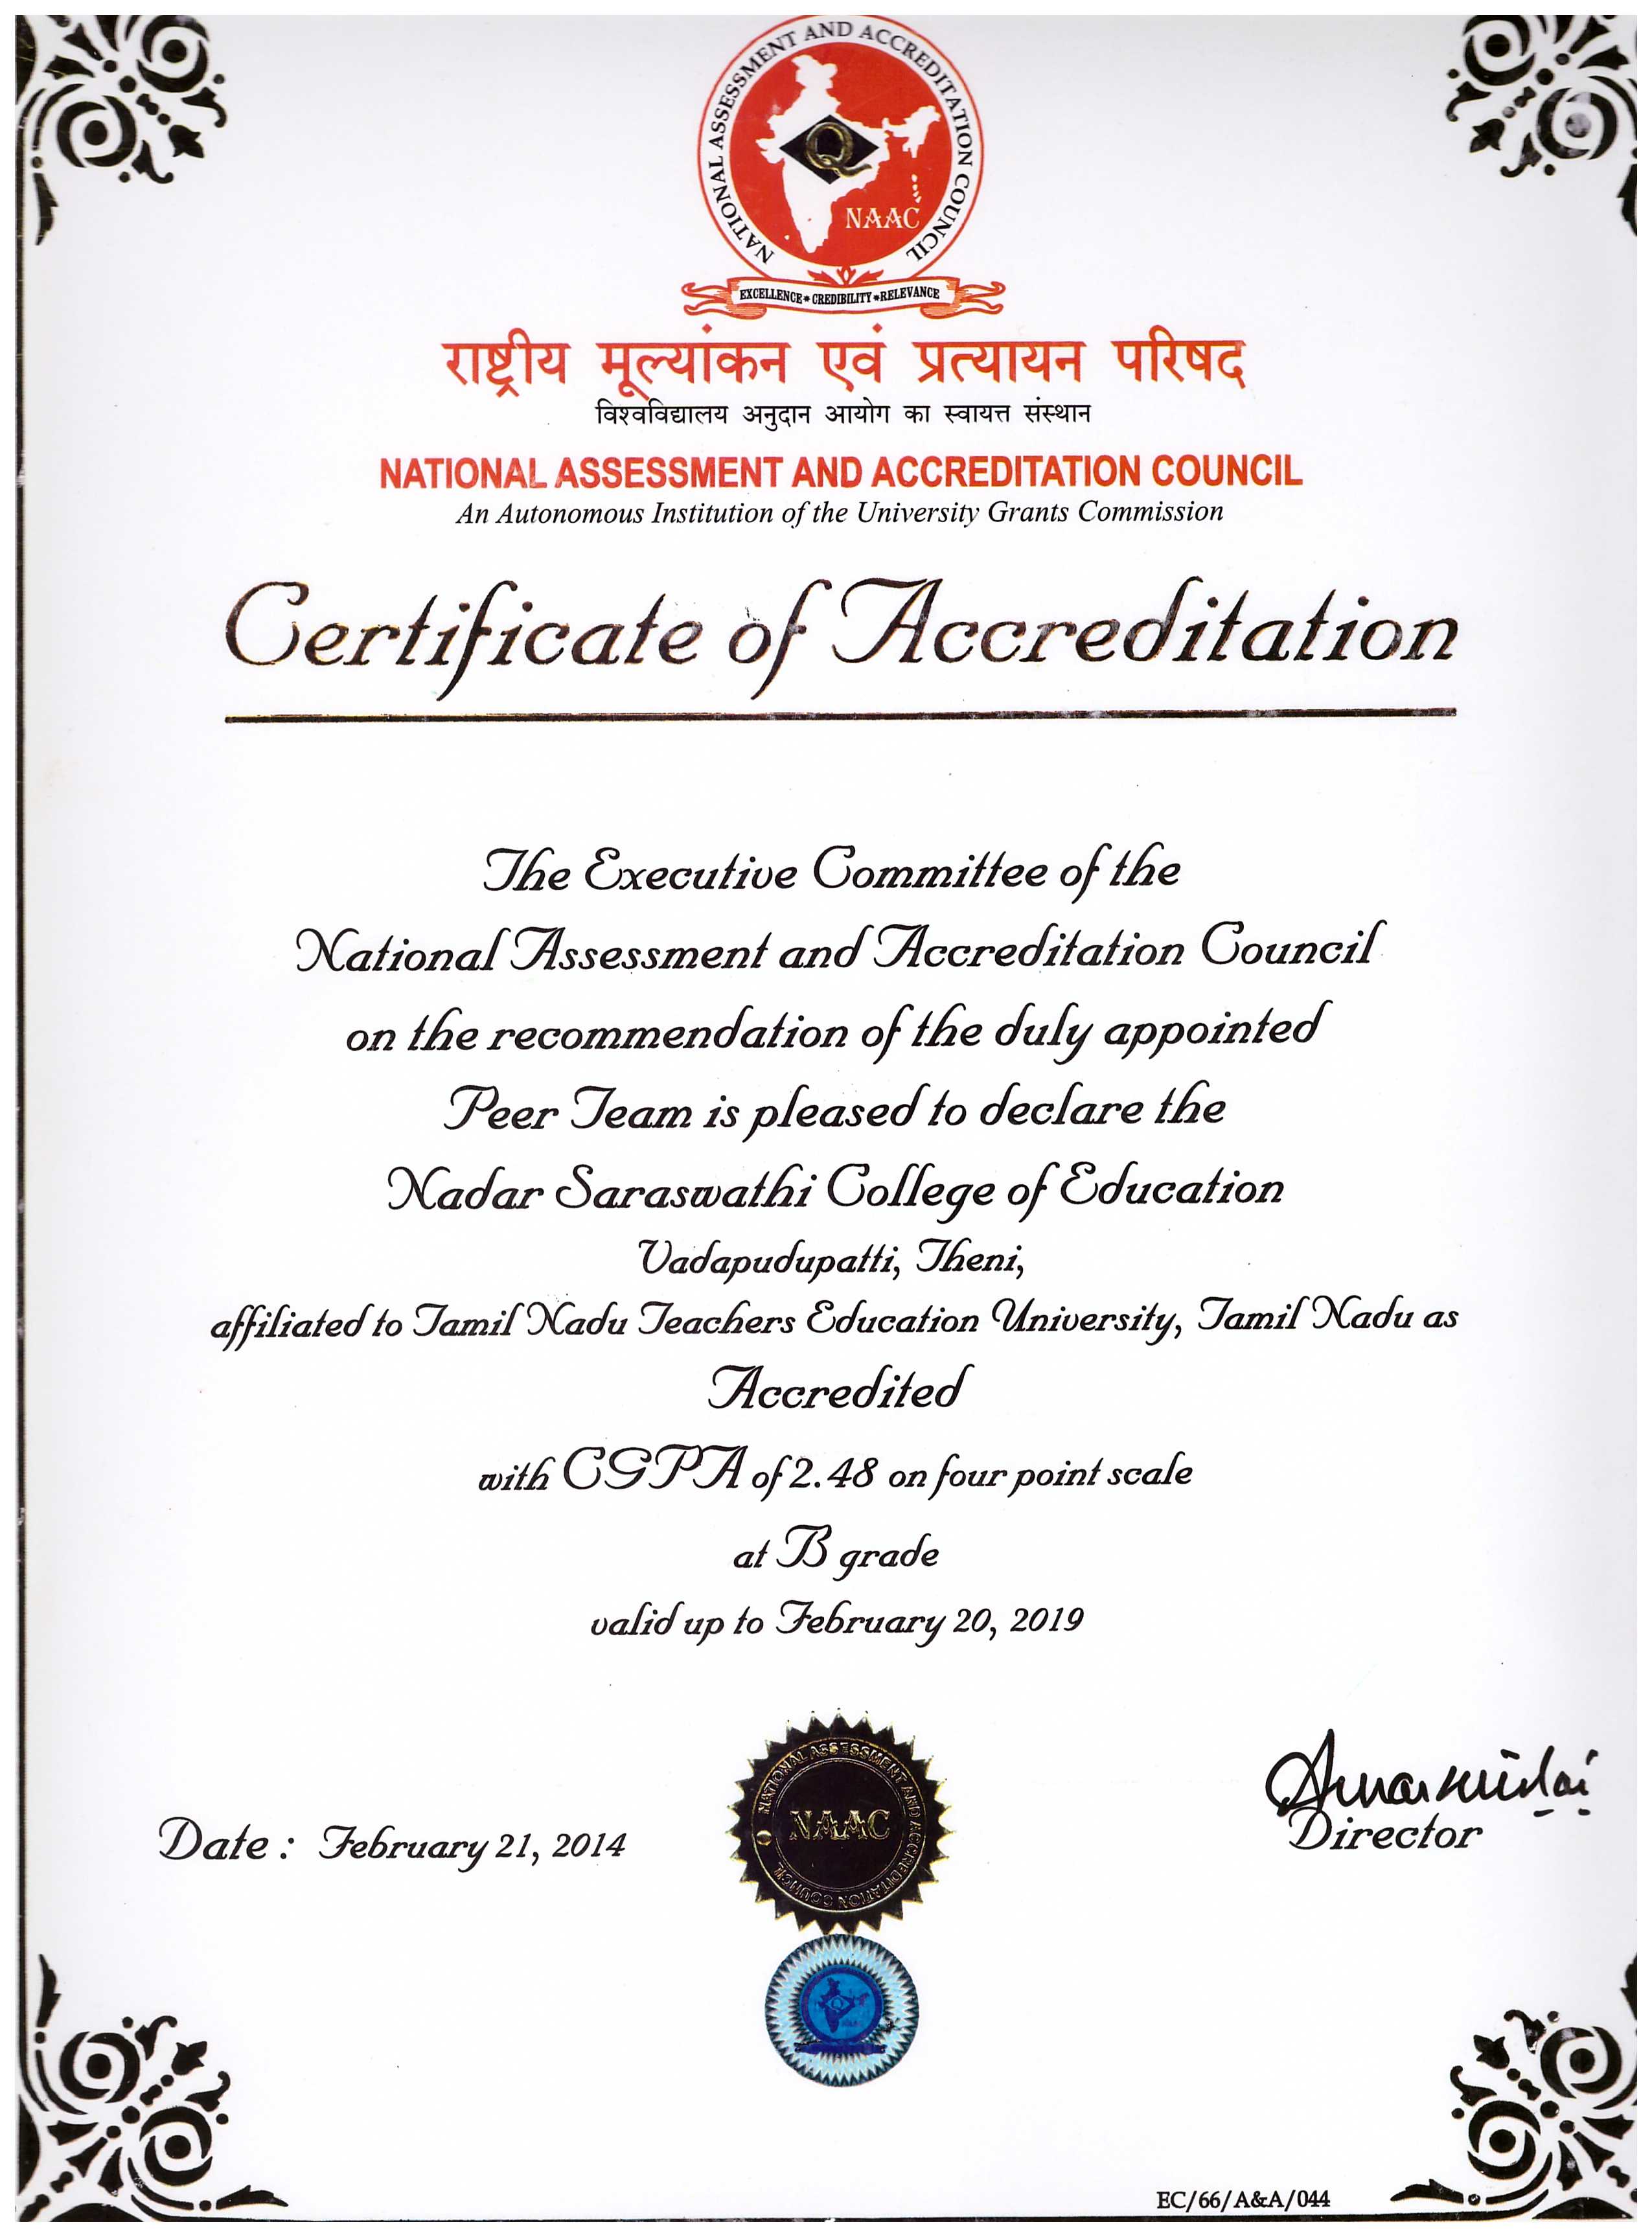 NATIONAL ASSESSMENT AND ACCREDITATION COUNCIL
Q
NAAC
EXCELLENCE * CREDIBILITY * RELEVANCE
राष्ट्रीय मूल्यांकन एवं प्रत्यायन परिषद
विश्वविद्यालय अनुदान आयोग का स्वायत्त संस्थान
NATIONAL ASSESSMENT AND ACCREDITATION COUNCIL
An Autonomous Institution of the University Grants Commission
Certificate of Accreditation
The Executive Committee of the
National Assessment and Accreditation Council
on the recommendation of the duly appointed
Peer Team is pleased to declare the
Nadar Saraswathi College of Education
Vadapudupatti, Theni,
affiliated to Tamil Nadu Teachers Education University, Tamil Nadu as
Accredited
with CGPA of 2.48 on four point scale
at B grade
valid up to February 20, 2019
NATIONAL ASSESSMENT AND ACCREDITATION COUNCIL
NAAC
Date : February 21, 2014
Director
Q
EC/66/A&A/044